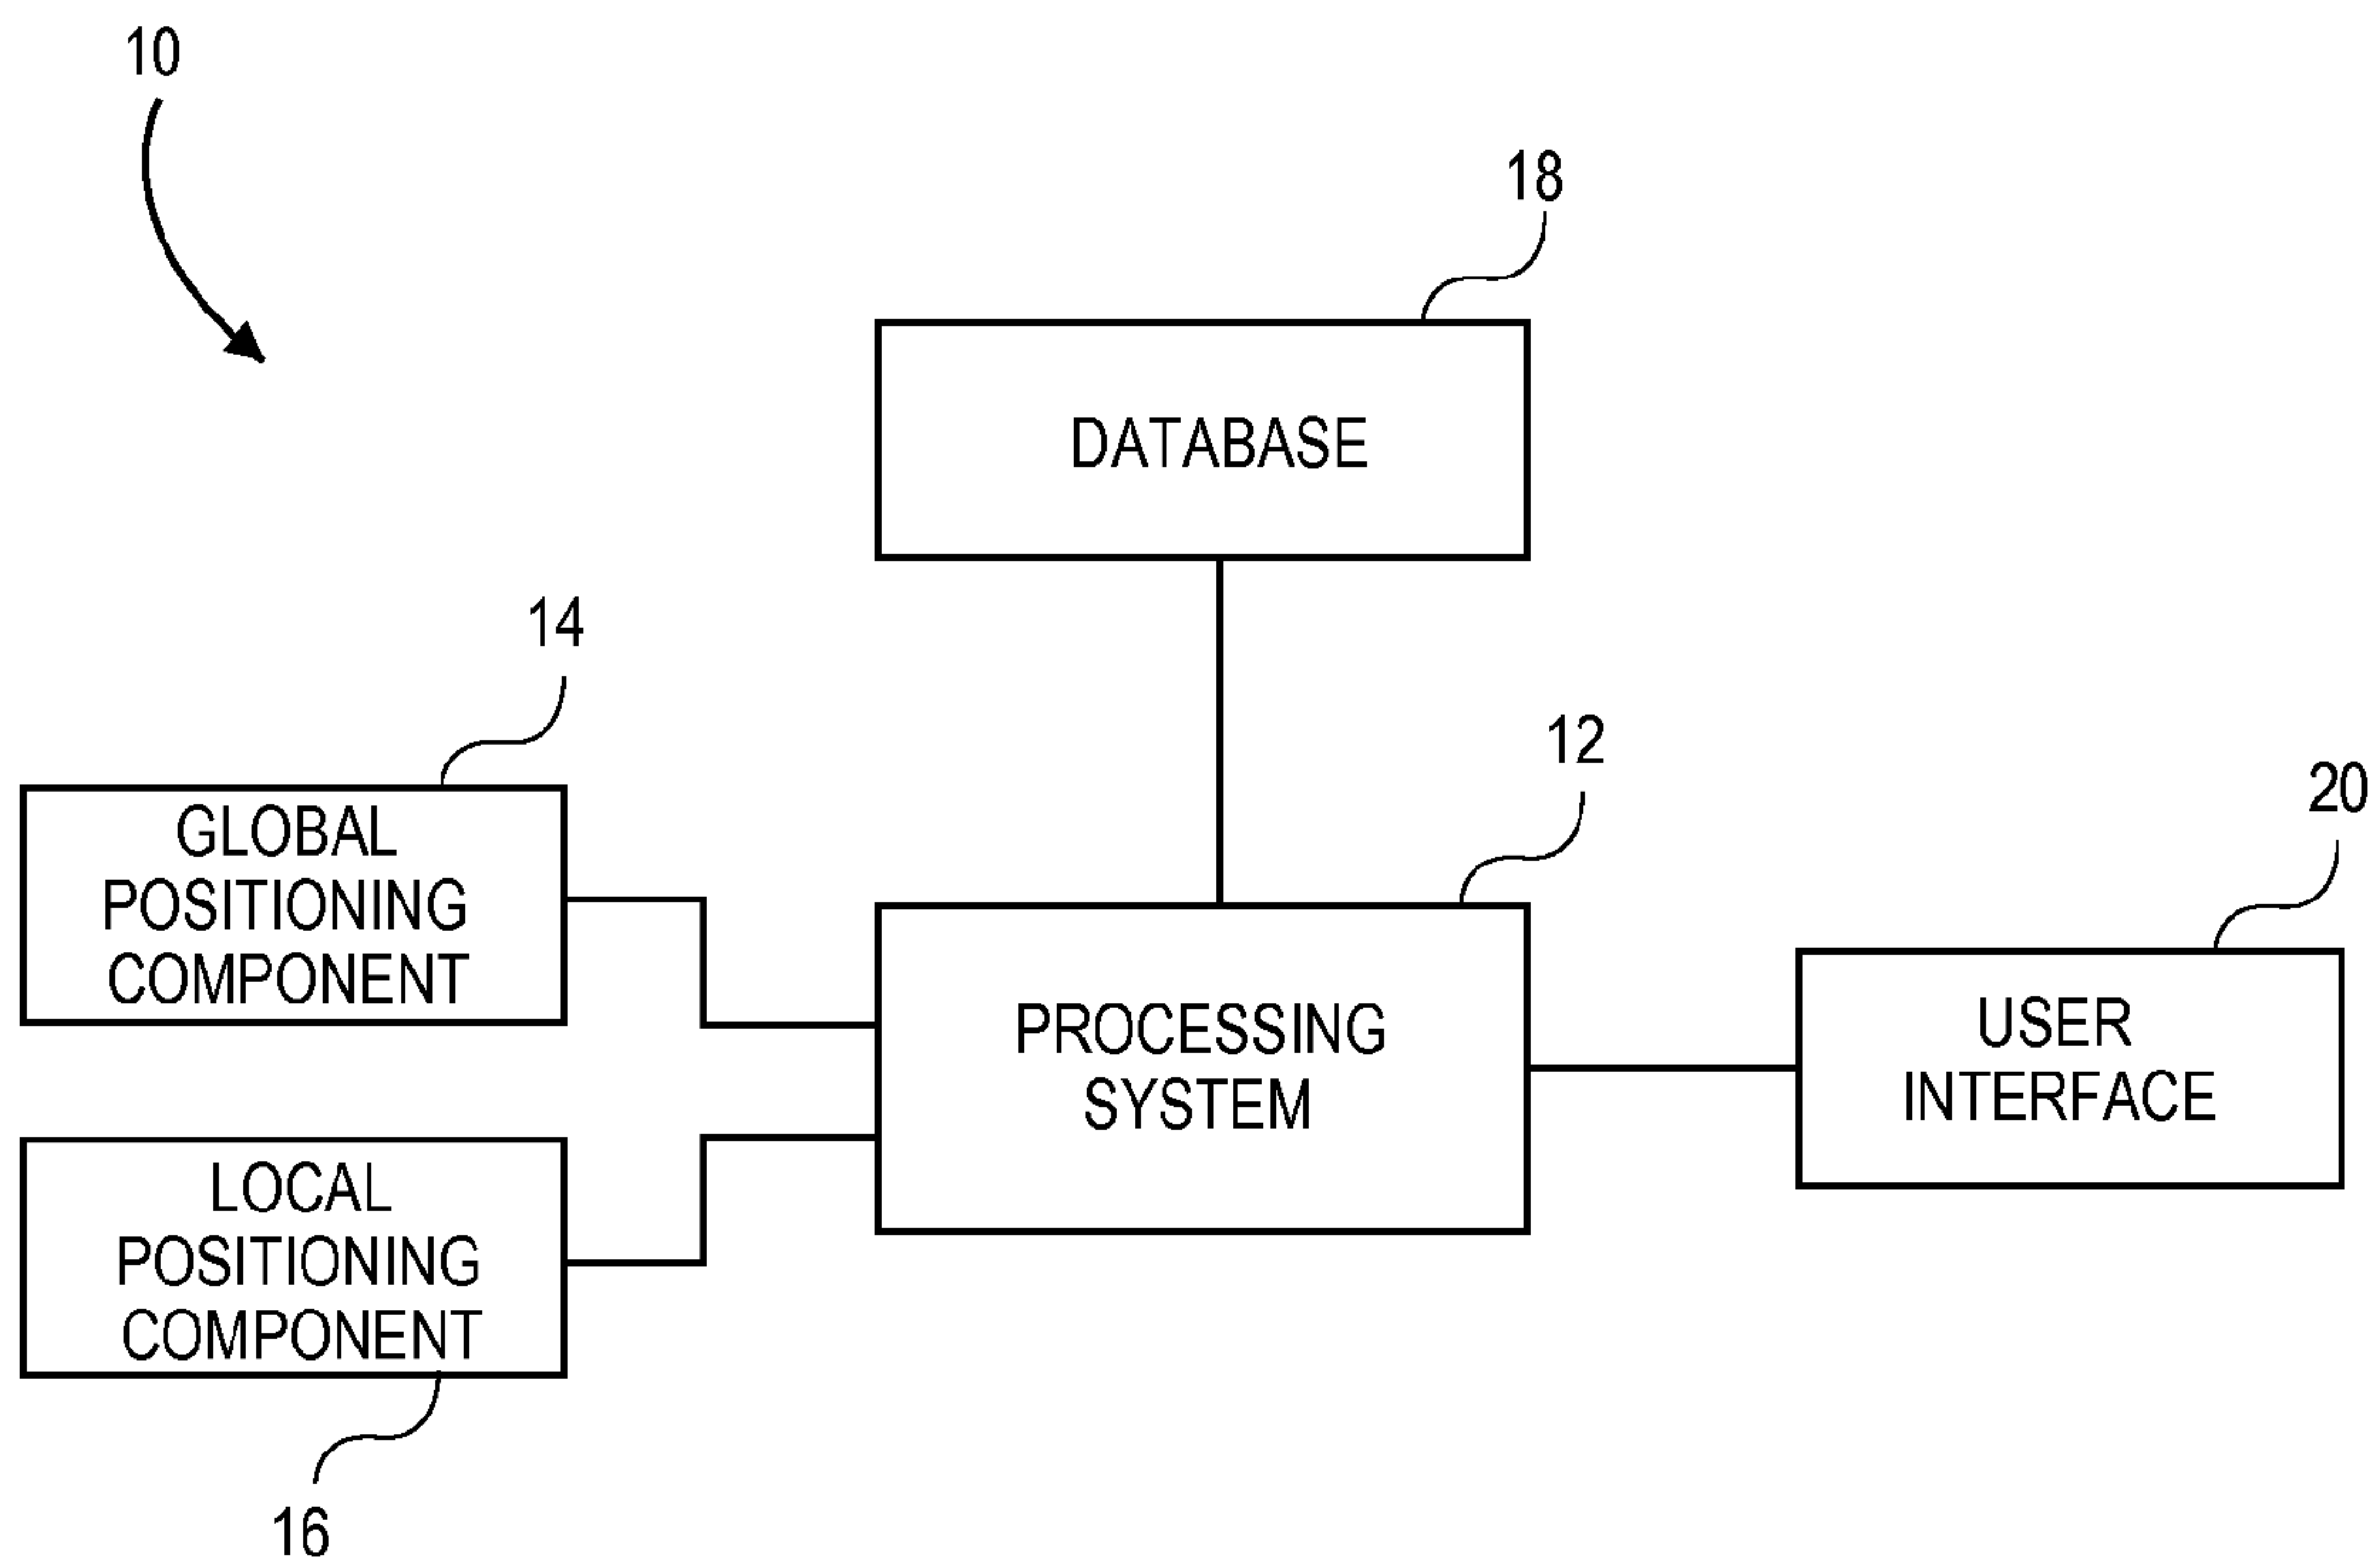 10
18
DATABASE
14
12
20
GLOBAL
POSITIONING
COMPONENT
PROCESSING
SYSTEM
USER
INTERFACE
LOCAL
POSITIONING
COMPONENT
16